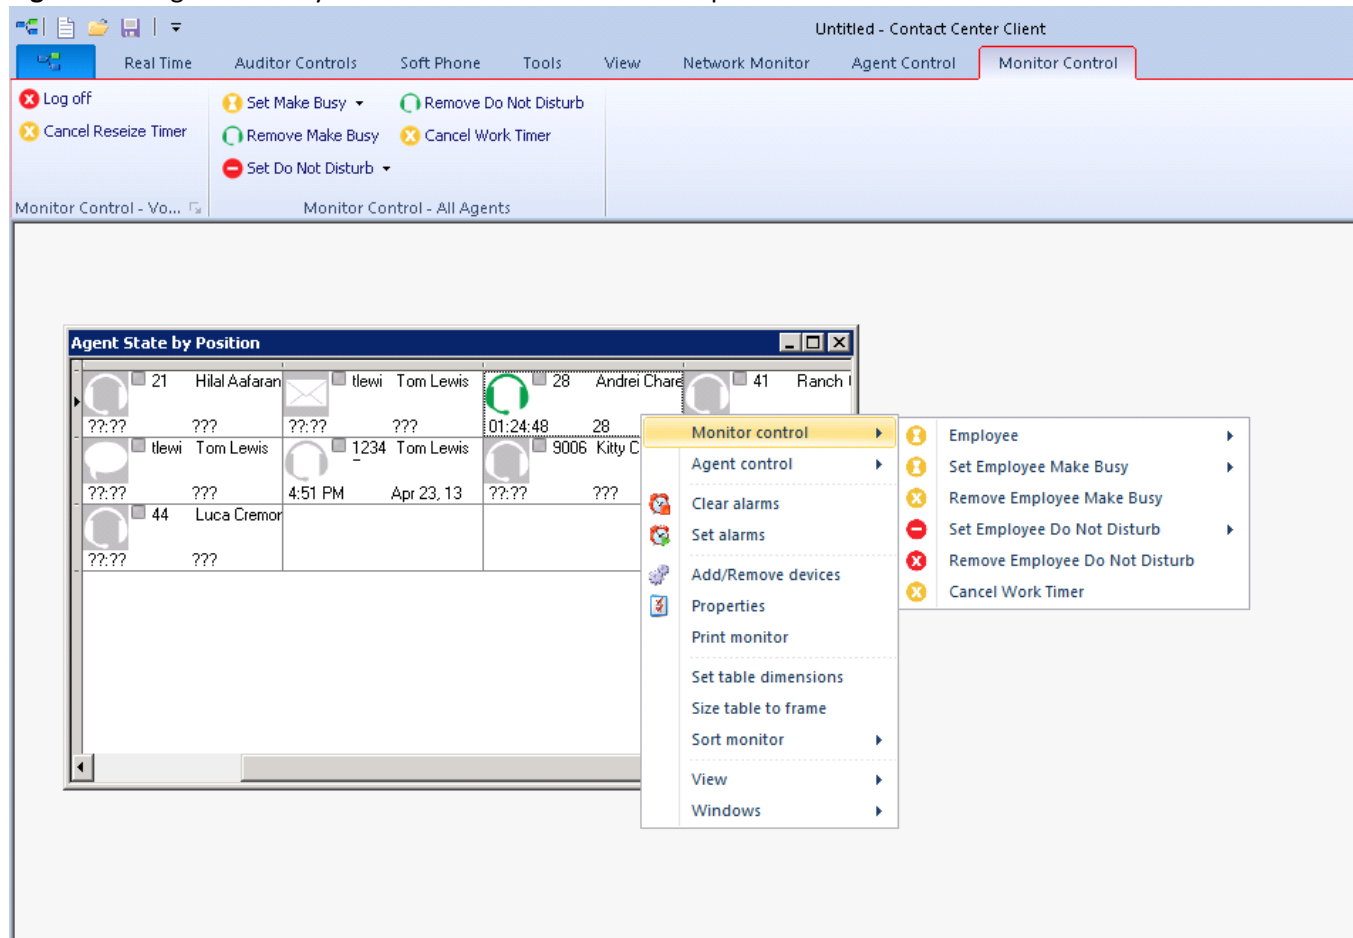 Untitled - Contact Center Client
Real Time Auditor Controls Soft Phone Tools View Network Monitor Agent Control Monitor Control
Log off
Cancel Reseize Timer
Set Make Busy
Remove Make Busy
Set Do Not Disturb
Remove Do Not Disturb
Cancel Work Timer
Monitor Control - Vo...
Monitor Control - All Agents
Agent State by Position
21 Hilal Aafaran
??:?? ???
tlewi Tom Lewis
??:?? ???
28 Andrei Chare
01:24:48 28
41 Ranch
tlewi Tom Lewis
??:?? ???
1234 Tom Lewis
4:51 PM Apr 23, 13
9006 Kitty C
??:?? ???
44 Luca Cremor
??:?? ???
Monitor control
Agent control
Clear alarms
Set alarms
Add/Remove devices
Properties
Print monitor
Set table dimensions
Size table to frame
Sort monitor
View
Windows
Employee
Set Employee Make Busy
Remove Employee Make Busy
Set Employee Do Not Disturb
Remove Employee Do Not Disturb
Cancel Work Timer